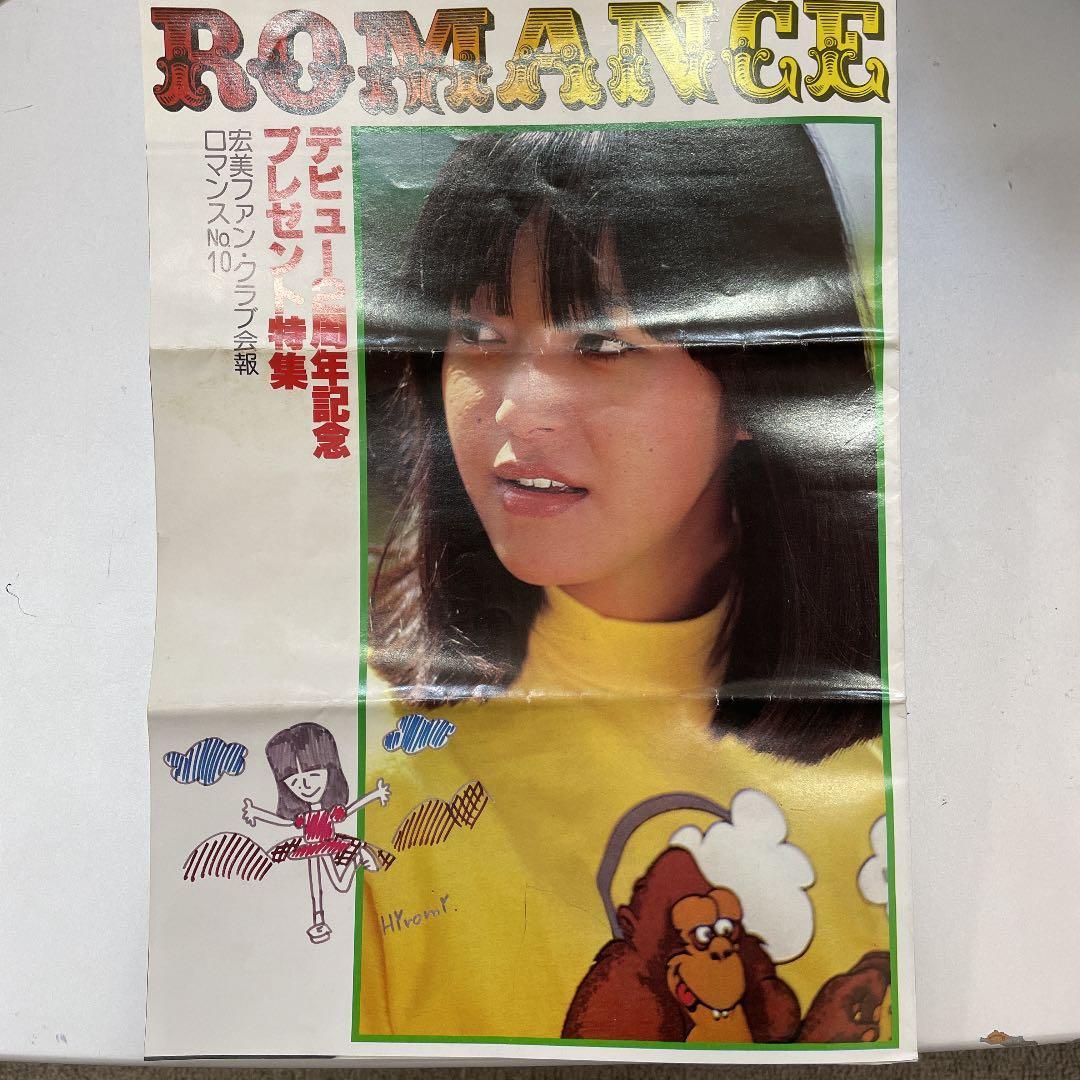 ROMANCE
デビュー2周年記念
プレゼント特集
宏美ファン・クラブ会報
ロマンスNo.10
Hiromi.